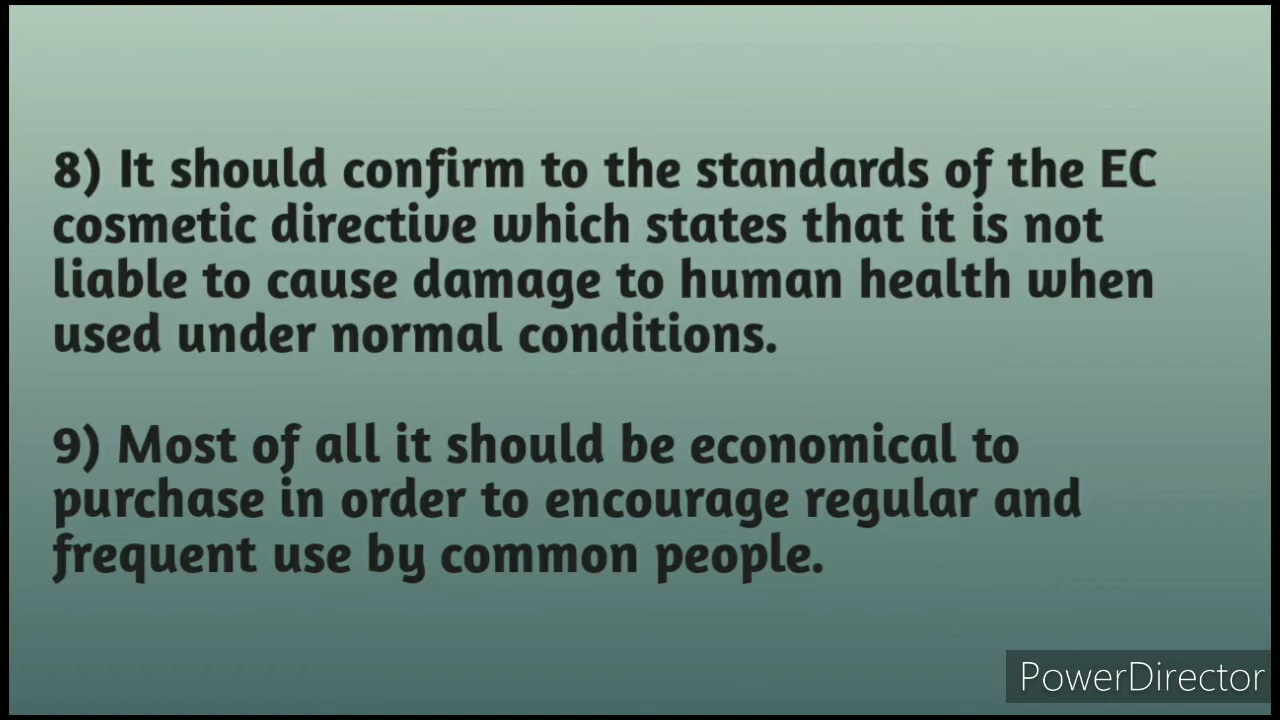 8) It should confirm to the standards of the EC
cosmetic directive which states that it is not
liable to cause damage to human health when
used under normal conditions.
9) Most of all it should be economical to
purchase in order to encourage regular and
frequent use by common people.
PowerDirector